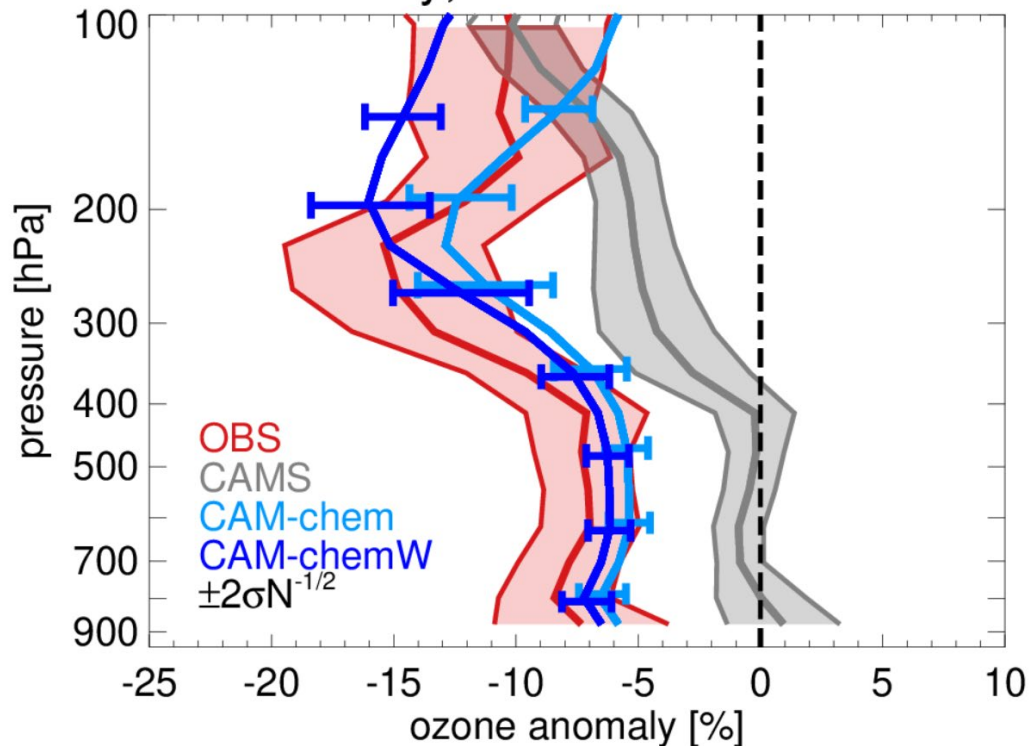 100
200
300
400
500
700
900
pressure [hPa]
OBS
CAMS
CAM-chem
CAM-chemW
±2σN-1/2
-25 -20 -15 -10 -5 0 5 10
ozone anomaly [%]